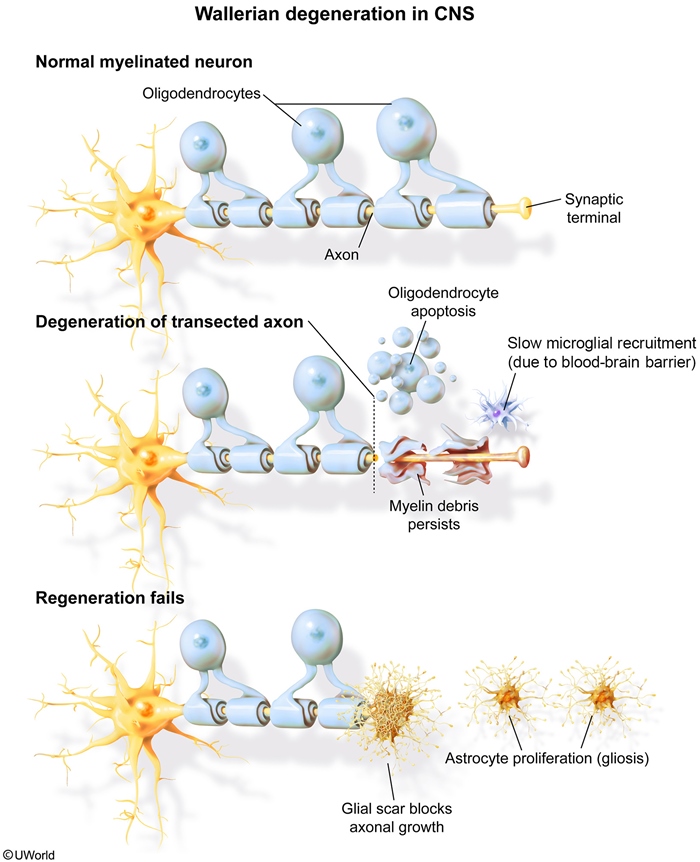 Wallerian degeneration in CNS
Normal myelinated neuron
Oligodendrocytes
Synaptic
terminal
Axon
Oligodendrocyte
apoptosis
Degeneration of transected axon
Slow microglial recruitment
(due to blood-brain barrier)
Myelin debris
persists
Regeneration fails
Astrocyte proliferation (gliosis)
Glial scar blocks
axonal growth
©UWorld